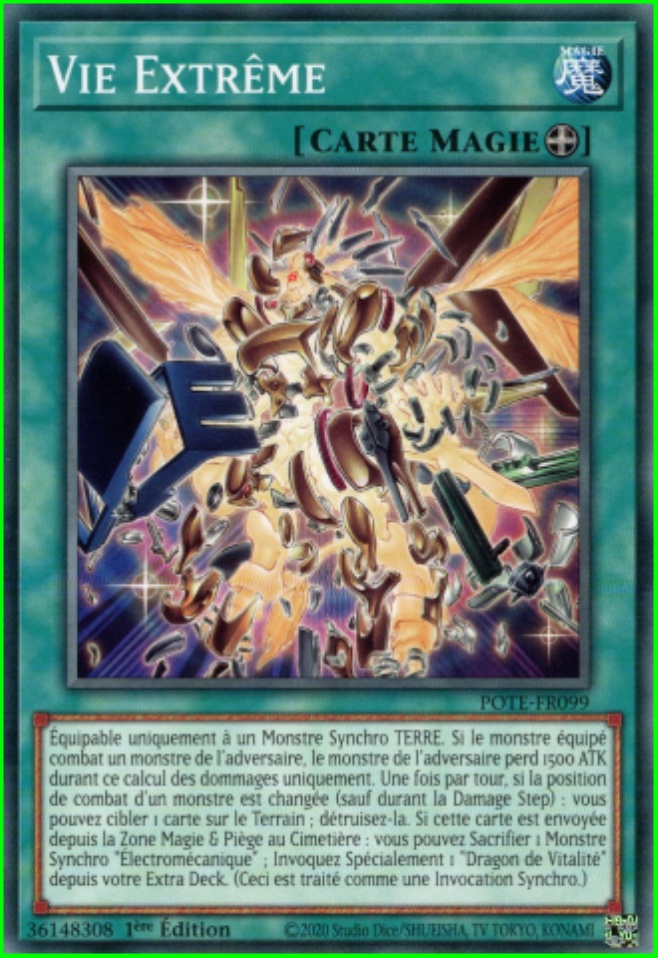 VIE EXTRÊME
MAGIE
魔
[CARTE MAGIE]
POTE-FR099
Équipable uniquement à un Monstre Synchro TERRE. Si le monstre équipé
combat un monstre de l'adversaire, le monstre de l'adversaire perd 1500 ATK
durant ce calcul des dommages uniquement. Une fois par tour, si la position
de combat d'un monstre est changée (sauf durant la Damage Step) : vous
pouvez cibler 1 carte sur le Terrain ; détruisez-la. Si cette carte est envoyée
depuis la Zone Magie & Piège au Cimetière : vous pouvez Sacrifier 1 Monstre
Synchro "Électromécanique" ; Invoquez Spécialement 1 "Dragon de Vitalité"
depuis votre Extra Deck. (Ceci est traité comme une Invocation Synchro.)
36148308 1ère Édition ©2020 Studio Dice/SHUEISHA, TV TOKYO, KONAMI